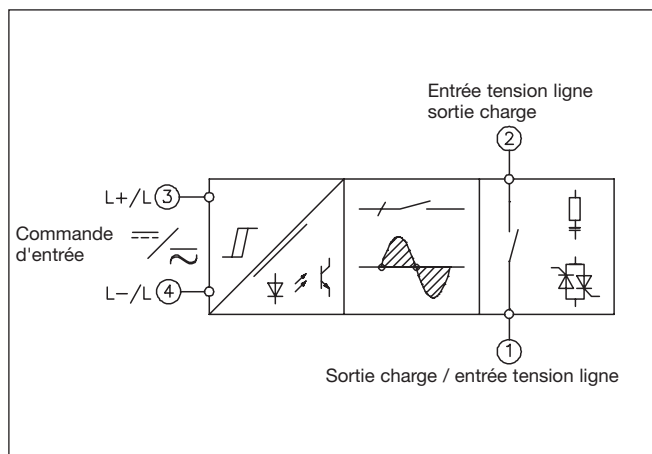 Entrée tension ligne
sortie charge
2
L+/L 3
Commande
d'entrée
L−/L 4
1
Sortie charge / entrée tension ligne